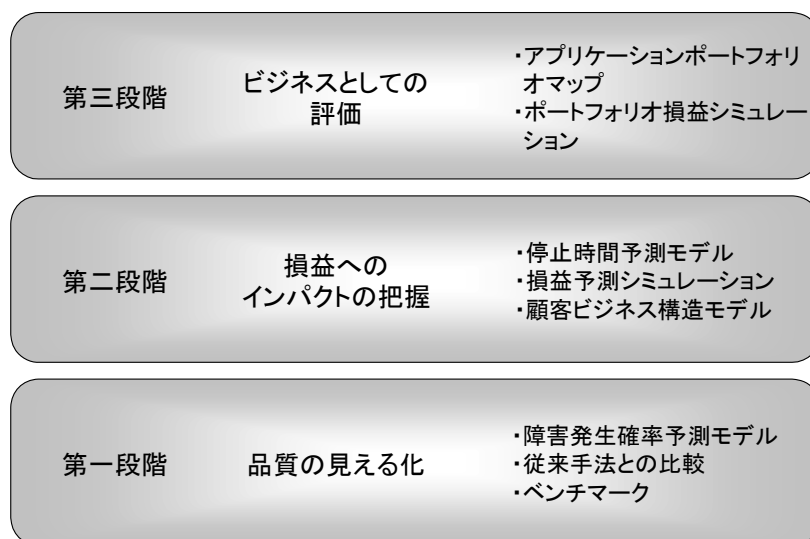 第三段階
ビジネスとしての
評価
・アプリケーションポートフォリ
オマップ
・ポートフォリオ損益シミュレー
ション
第二段階
損益への
インパクトの把握
・停止時間予測モデル
・損益予測シミュレーション
・顧客ビジネス構造モデル
第一段階
品質の見える化
・障害発生確率予測モデル
・従来手法との比較
・ベンチマーク